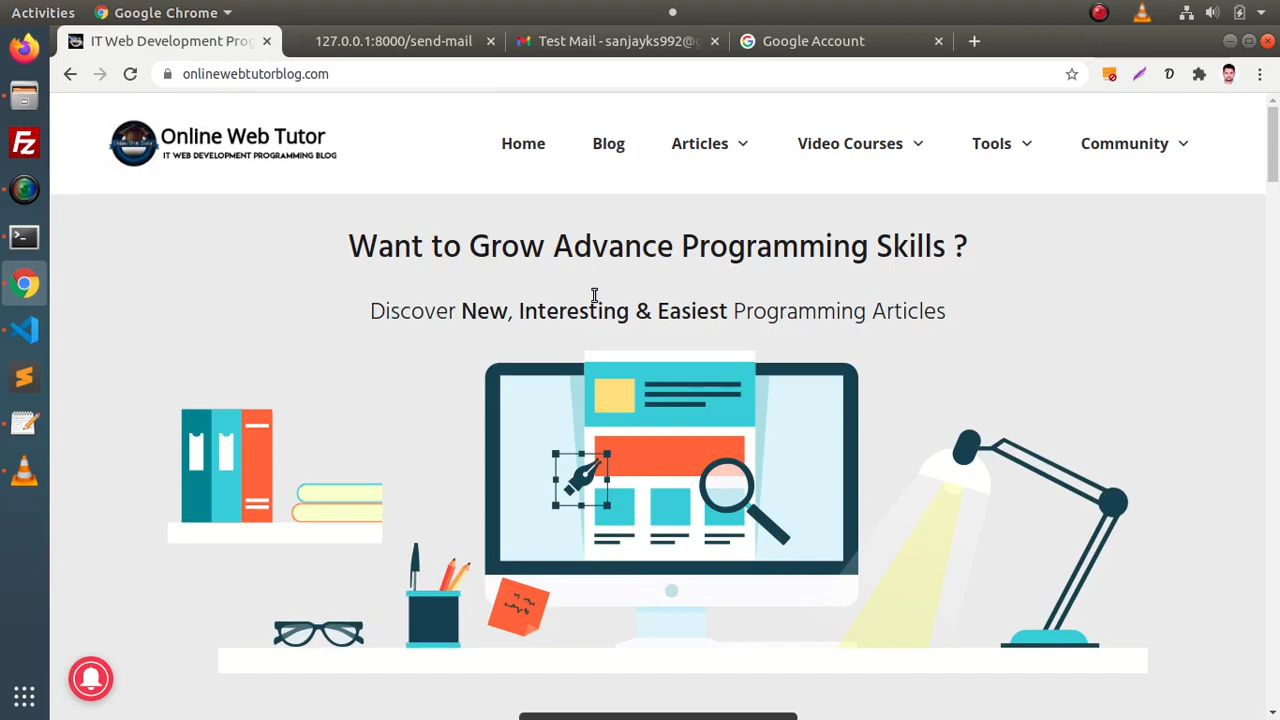 Activities Google Chrome
IT Web Development Prog
127.0.0.1:8000/send-mail
Test Mail - sanjayks992@g
Google Account
onlinewebtutorblog.com
Online Web Tutor
IT WEB DEVELOPMENT PROGRAMMING BLOG
Home Blog Articles Video Courses Tools Community
Want to Grow Advance Programming Skills ?
Discover New, Interesting & Easiest Programming Articles